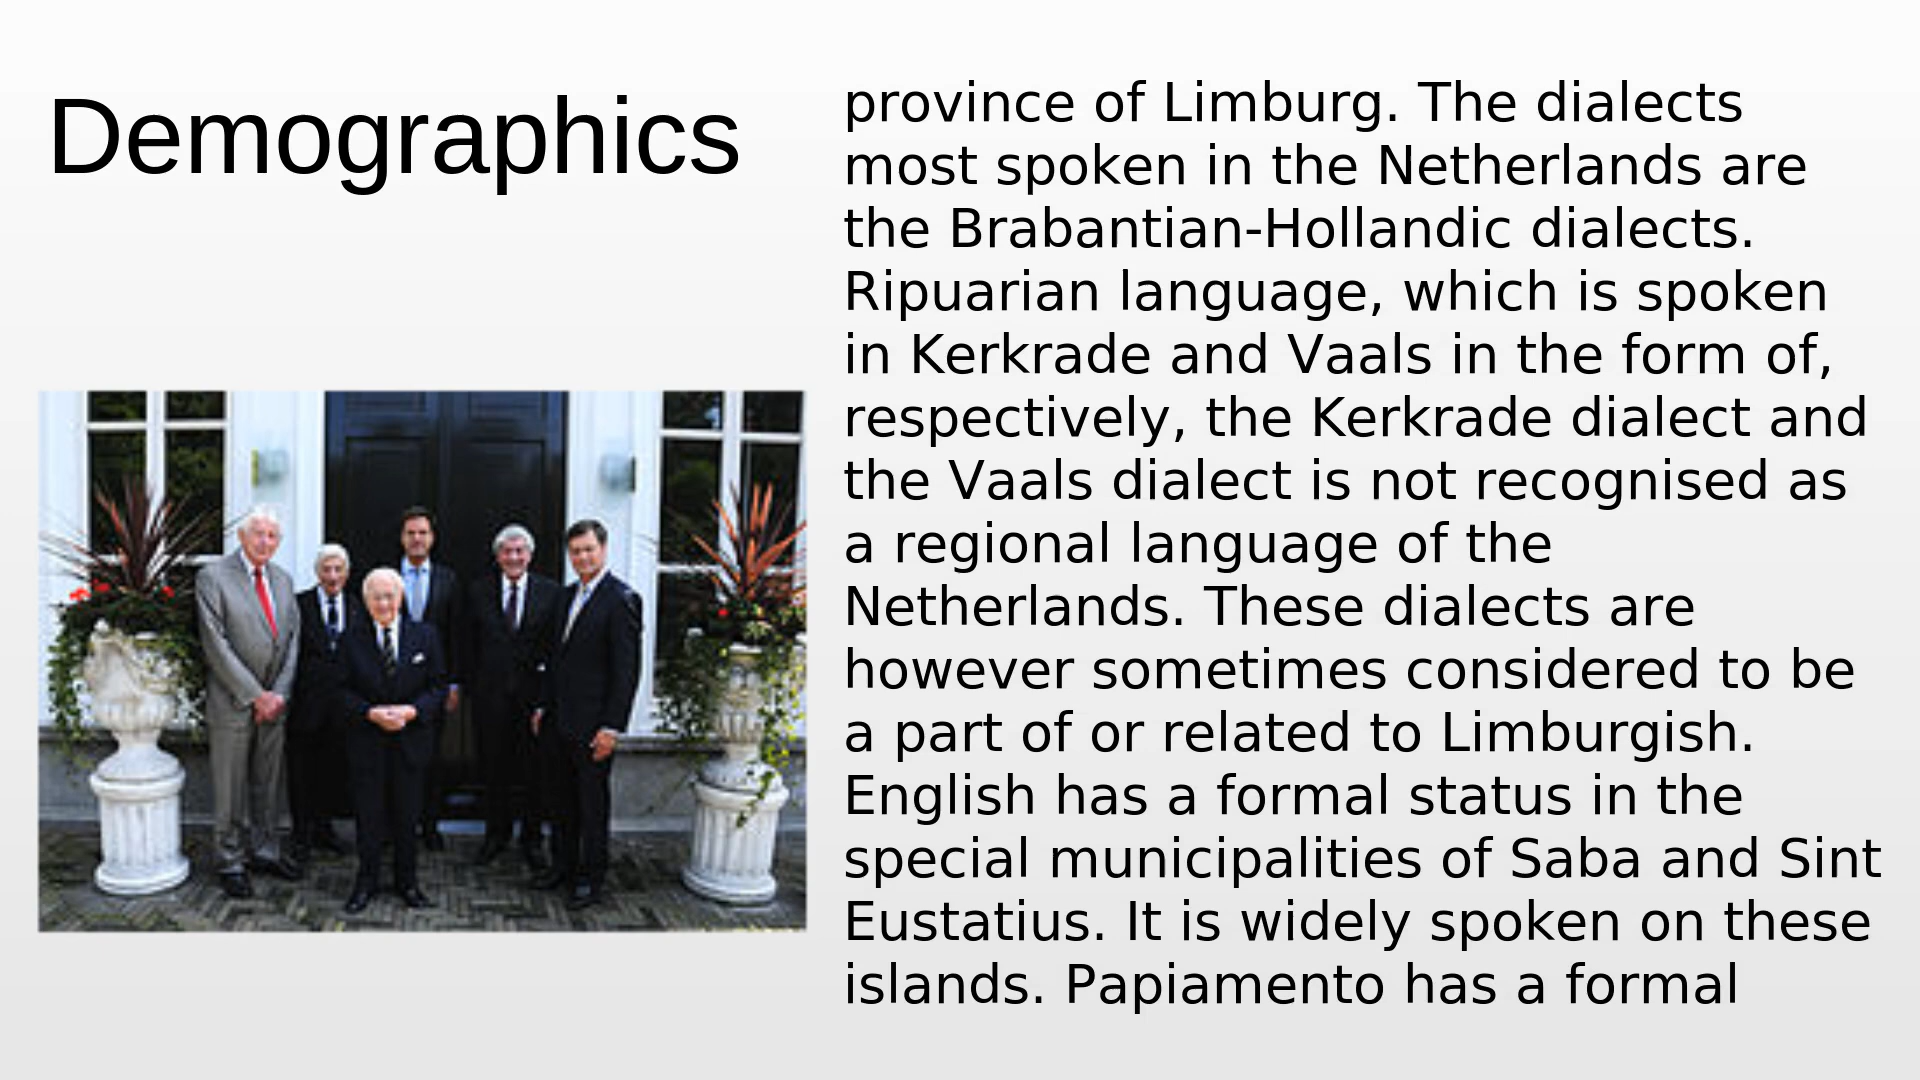 Demographics
province of Limburg. The dialects
most spoken in the Netherlands are
the Brabantian-Hollandic dialects.
Ripuarian language, which is spoken
in Kerkrade and Vaals in the form of,
respectively, the Kerkrade dialect and
the Vaals dialect is not recognised as
a regional language of the
Netherlands. These dialects are
however sometimes considered to be
a part of or related to Limburgish.
English has a formal status in the
special municipalities of Saba and Sint
Eustatius. It is widely spoken on these
islands. Papiamento has a formal